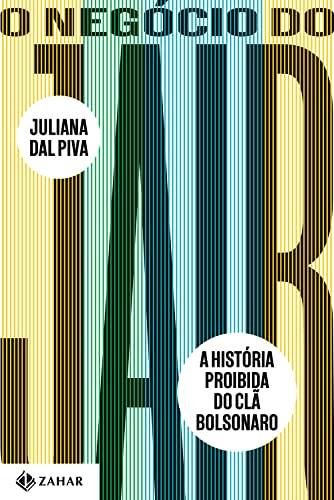 O NEGÓCIO DO
JAIR
JULIANA
DAL PIVA
A HISTÓRIA
PROIBIDA
DO CLÃ
BOLSONARO
ZAHAR